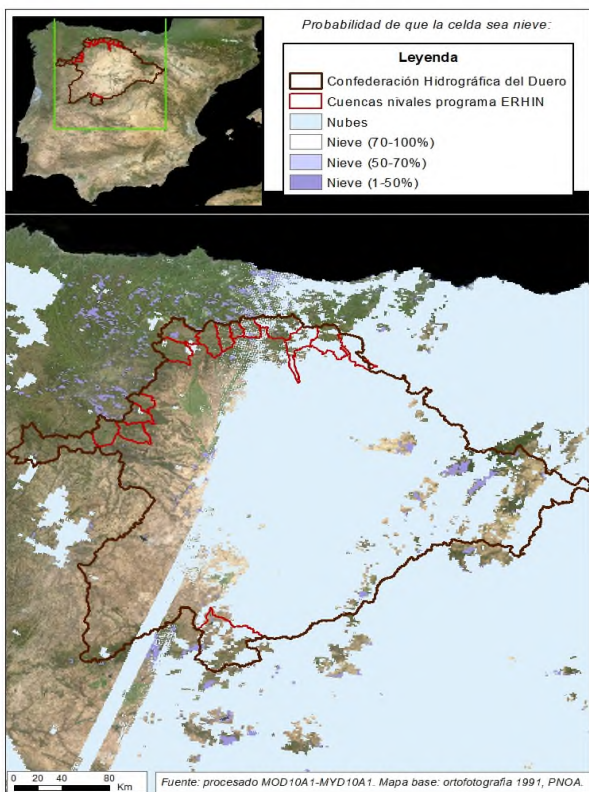 Probabilidad de que la celda sea nieve:
Leyenda
Confederación Hidrográfica del Duero
Cuencas nivales programa ERHIN
Nubes
Nieve (70-100%)
Nieve (50-70%)
Nieve (1-50%)
0 20 40 80
Km
Fuente: procesado MOD10A1-MYD10A1. Mapa base: ortofotografía 1991, PNOA.